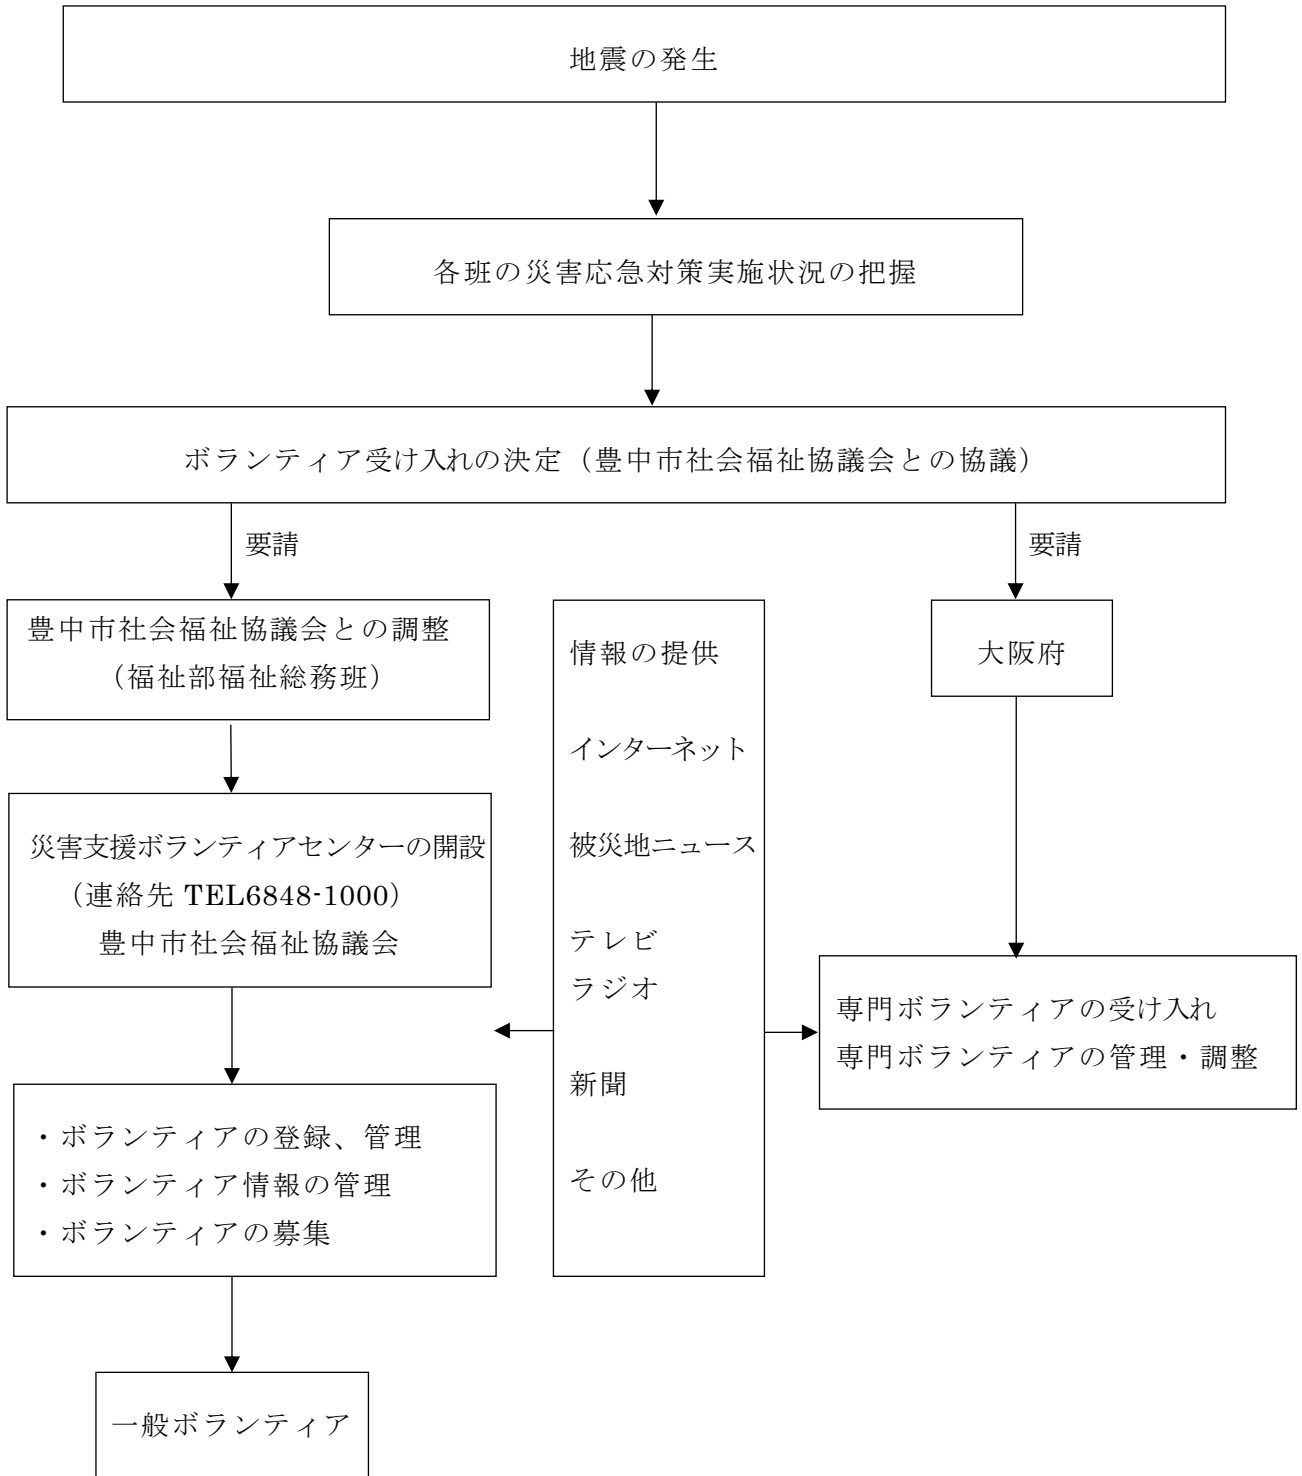 地震の発生
各班の災害応急対策実施状況の把握
ボランティア受け入れの決定（豊中市社会福祉協議会との協議）
要請
要請
豊中市社会福祉協議会との調整
（福祉部福祉総務班）
災害支援ボランティアセンターの開設
（連絡先 TEL6848-1000）
豊中市社会福祉協議会
・ボランティアの登録、管理
・ボランティア情報の管理
・ボランティアの募集
一般ボランティア
情報の提供
インターネット
被災地ニュース
テレビ
ラジオ
新聞
その他
大阪府
専門ボランティアの受け入れ
専門ボランティアの管理・調整